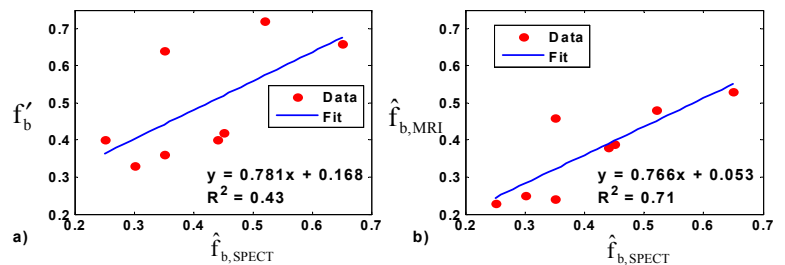 0.7
0.6
0.5
0.4
0.3
0.2
f′b
Data
Fit
y = 0.781x + 0.168
R² = 0.43
0.2 0.3 0.4 0.5 0.6 0.7
a)
f̂b,SPECT
0.7
0.6
0.5
0.4
0.3
0.2
f̂b,MRI
Data
Fit
y = 0.766x + 0.053
R² = 0.71
0.2 0.3 0.4 0.5 0.6 0.7
b)
f̂b,SPECT